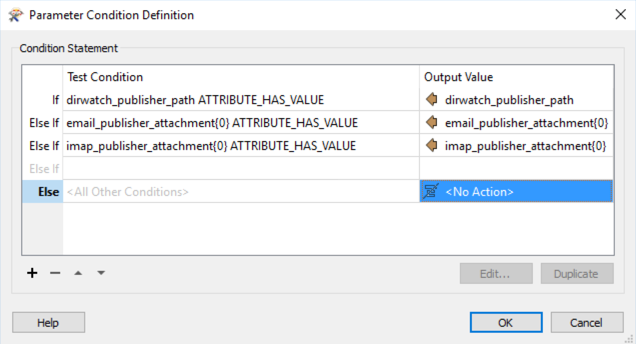 Parameter Condition Definition
Condition Statement
Test Condition Output Value
If dirwatch_publisher_path ATTRIBUTE_HAS_VALUE dirwatch_publisher_path
Else If email_publisher_attachment{0} ATTRIBUTE_HAS_VALUE email_publisher_attachment{0}
Else If imap_publisher_attachment{0} ATTRIBUTE_HAS_VALUE imap_publisher_attachment{0}
Else If
Else <All Other Conditions> <No Action>
Edit... Duplicate
Help OK Cancel